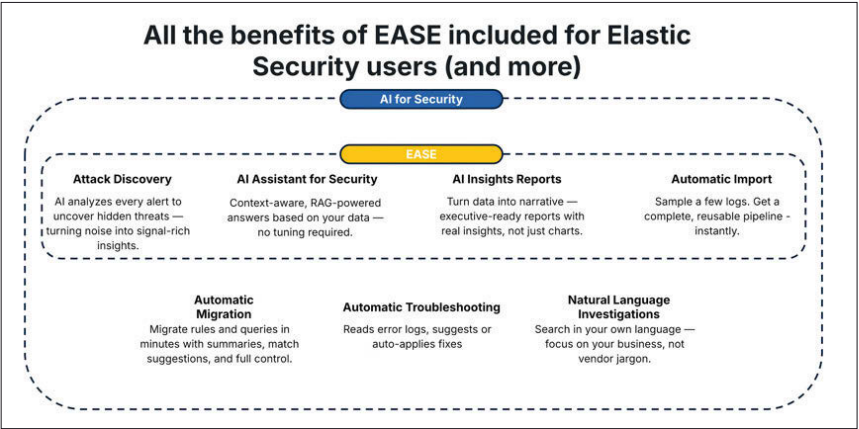 All the benefits of EASE included for Elastic
Security users (and more)
AI for Security
EASE
Attack Discovery
AI analyzes every alert to
uncover hidden threats —
turning noise into signal-rich
insights.
AI Assistant for Security
Context-aware, RAG-powered
answers based on your data —
no tuning required.
AI Insights Reports
Turn data into narrative —
executive-ready reports with
real insights, not just charts.
Automatic Import
Sample a few logs. Get a
complete, reusable pipeline -
instantly.
Automatic
Migration
Migrate rules and queries in
minutes with summaries, match
suggestions, and full control.
Automatic Troubleshooting
Reads error logs, suggests or
auto-applies fixes
Natural Language
Investigations
Search in your own language —
focus on your business, not
vendor jargon.